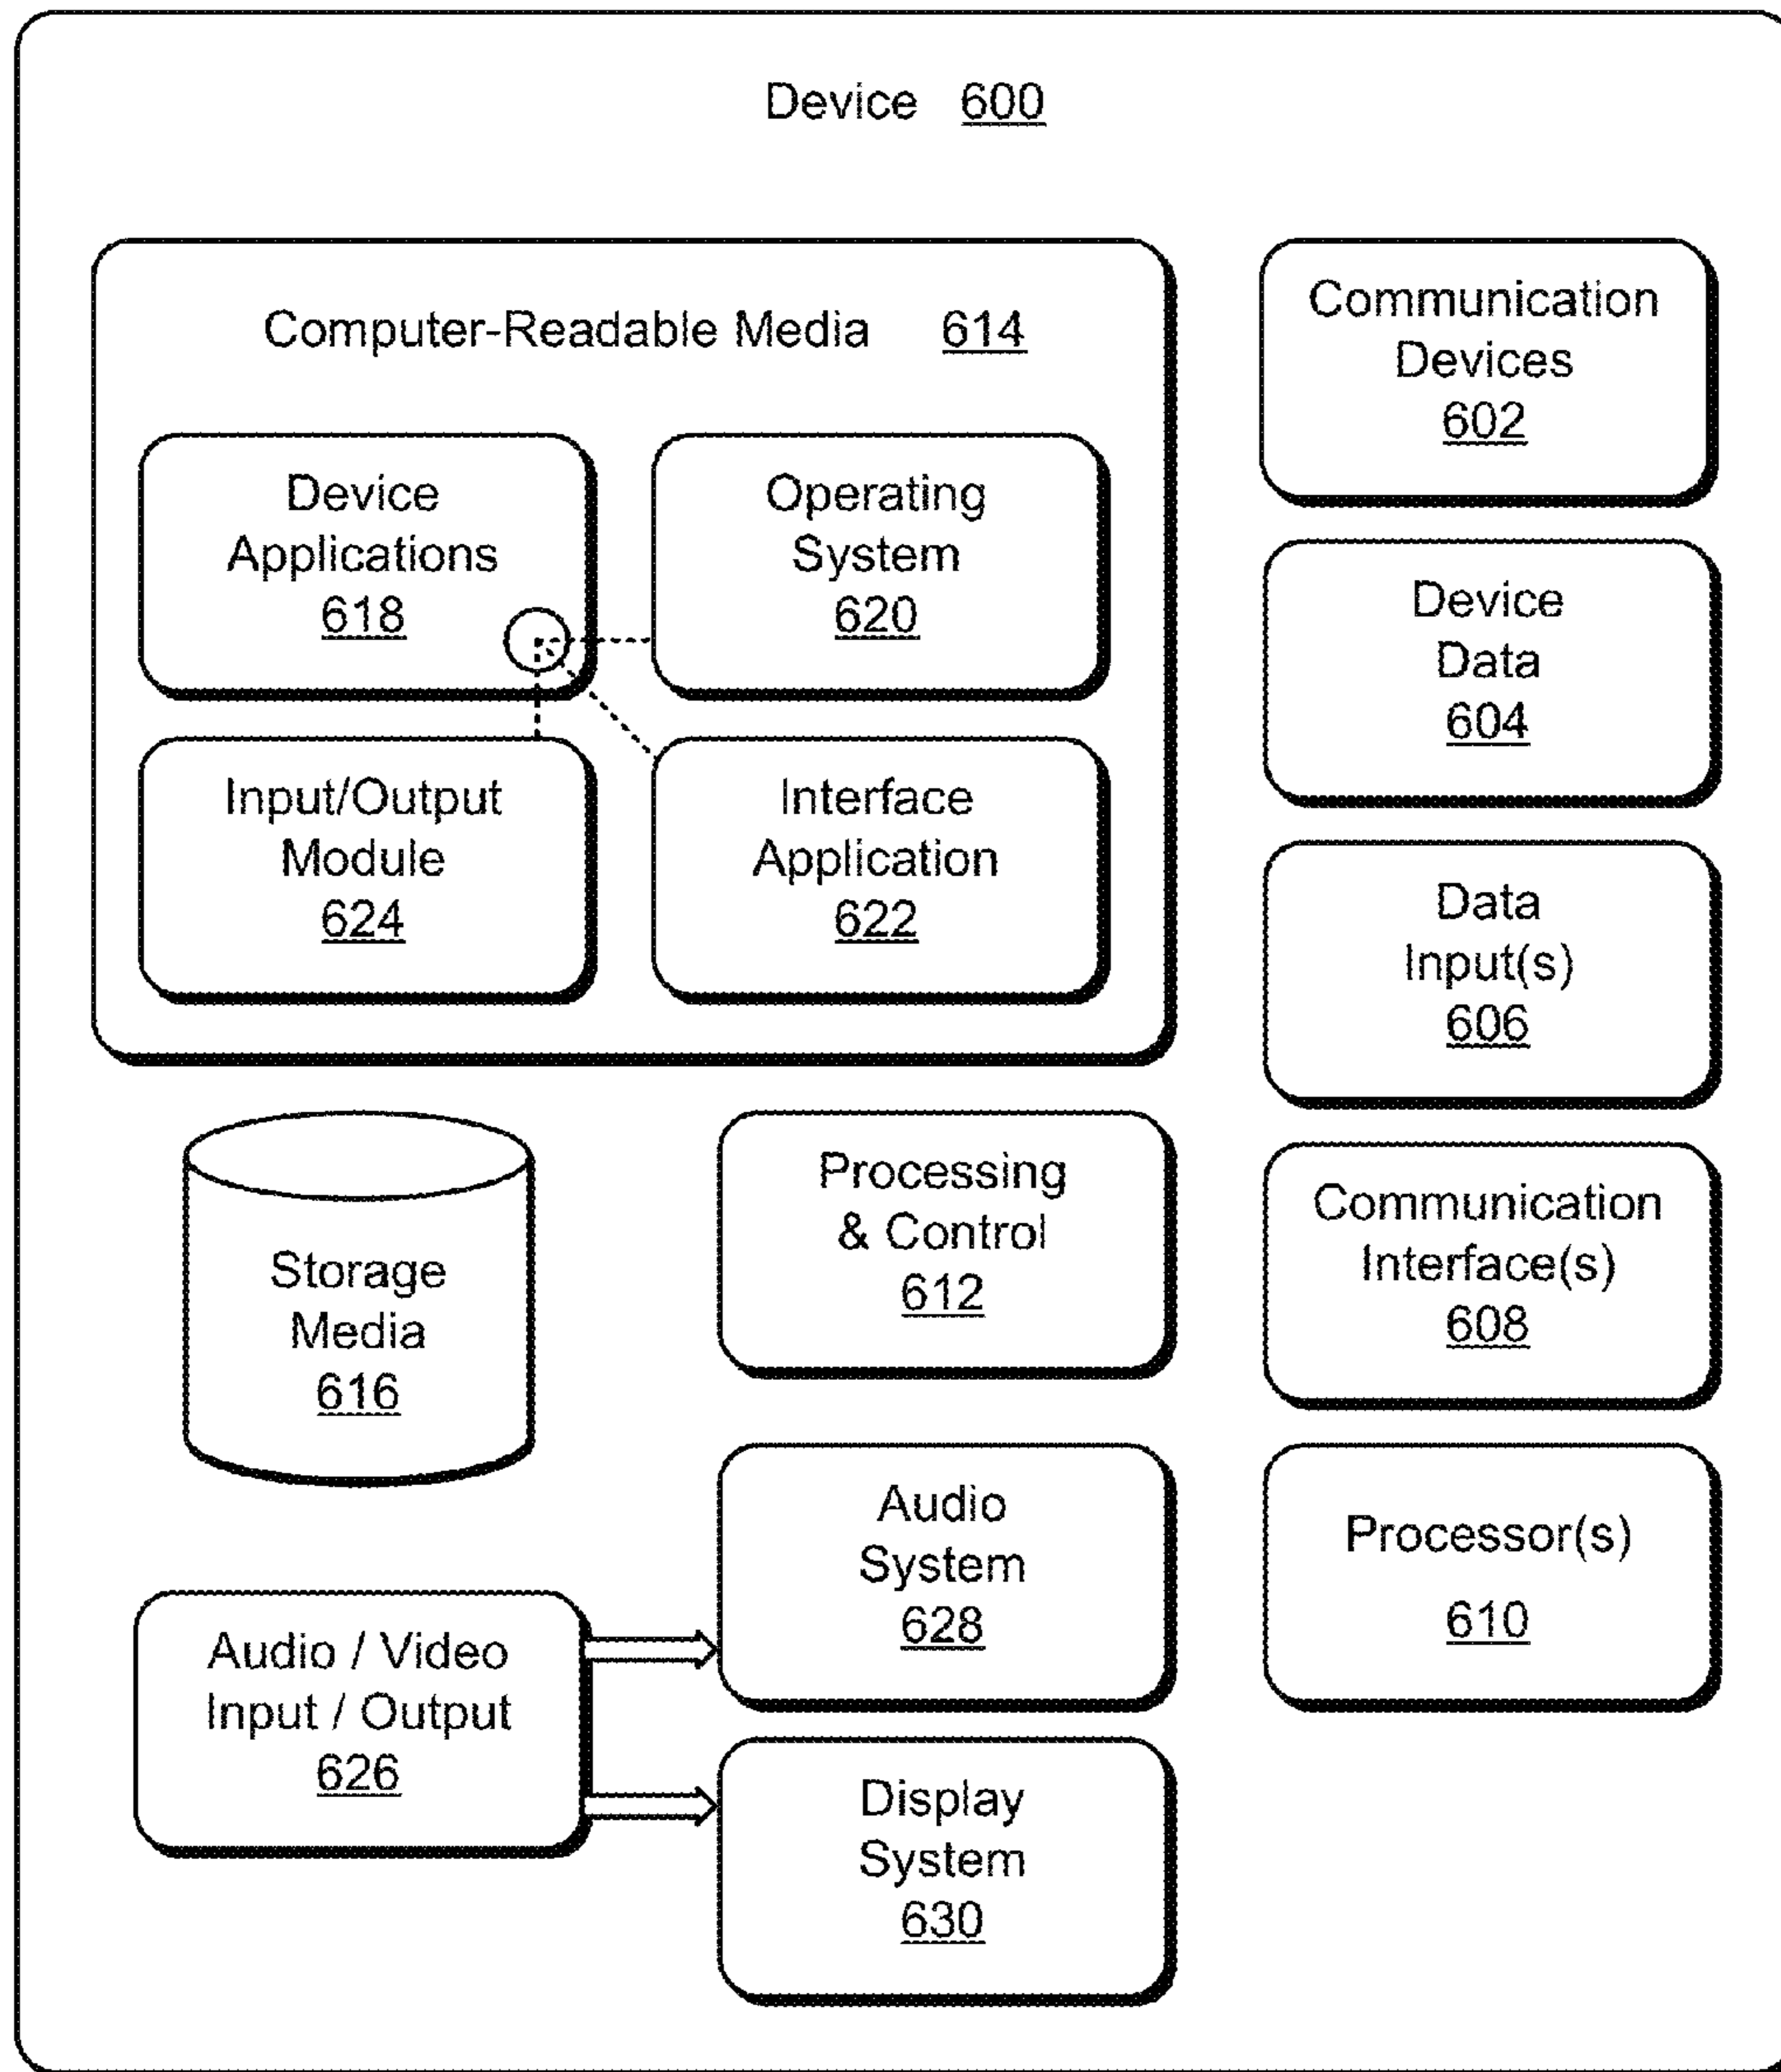 Device 600
Computer-Readable Media 614
Device
Applications
618
Operating
System
620
Input/Output
Module
624
Interface
Application
622
Communication
Devices
602
Device
Data
604
Data
Input(s)
606
Communication
Interface(s)
608
Processor(s)
610
Storage
Media
616
Processing
& Control
612
Audio / Video
Input / Output
626
Audio
System
628
Display
System
630